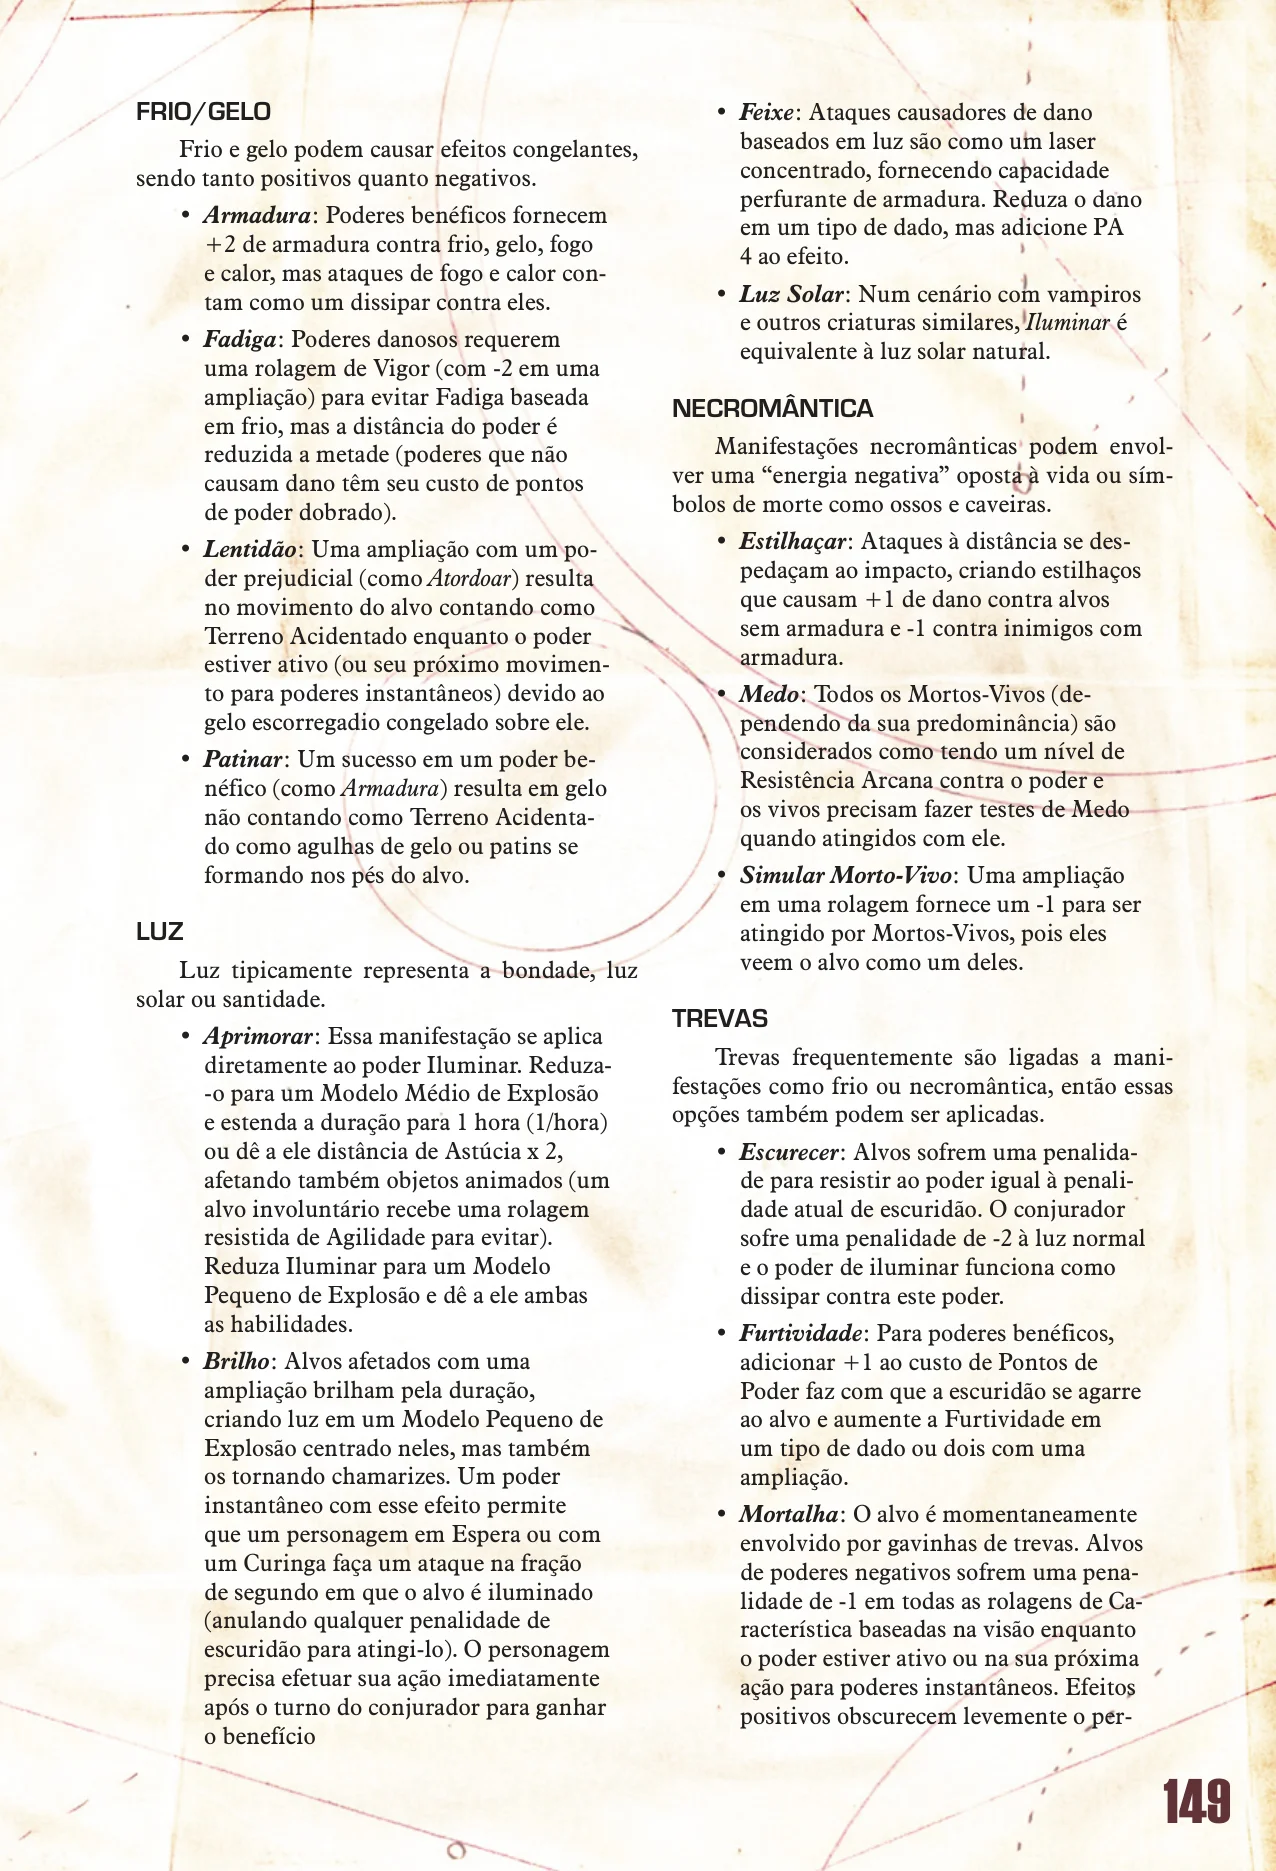 FRIO/GELO
Frio e gelo podem causar efeitos congelantes,
sendo tanto positivos quanto negativos.
• Armadura: Poderes benéficos fornecem
+2 de armadura contra frio, gelo, fogo
e calor, mas ataques de fogo e calor con-
tam como um dissipar contra eles.
• Fadiga: Poderes danosos requerem
uma rolagem de Vigor (com -2 em uma
ampliação) para evitar Fadiga baseada
em frio, mas a distância do poder é
reduzida a metade (poderes que não
causam dano têm seu custo de pontos
de poder dobrado).
• Lentidão: Uma ampliação com um po-
der prejudicial (como Atordoar) resulta
no movimento do alvo contando como
Terreno Acidentado enquanto o poder
estiver ativo (ou seu próximo movimen-
to para poderes instantâneos) devido ao
gelo escorregadio congelado sobre ele.
• Patinar: Um sucesso em um poder be-
néfico (como Armadura) resulta em gelo
não contando como Terreno Acidenta-
do como agulhas de gelo ou patins se
formando nos pés do alvo.
LUZ
Luz tipicamente representa a bondade, luz
solar ou santidade.
• Aprimorar: Essa manifestação se aplica
diretamente ao poder Iluminar. Reduza-
-o para um Modelo Médio de Explosão
e estenda a duração para 1 hora (1/hora)
ou dê a ele distância de Astúcia x 2,
afetando também objetos animados (um
alvo involuntário recebe uma rolagem
resistida de Agilidade para evitar).
Reduza Iluminar para um Modelo
Pequeno de Explosão e dê a ele ambas
as habilidades.
• Brilho: Alvos afetados com uma
ampliação brilham pela duração,
criando luz em um Modelo Pequeno de
Explosão centrado neles, mas também
os tornando chamarizes. Um poder
instantâneo com esse efeito permite
que um personagem em Espera ou com
um Curinga faça um ataque na fração
de segundo em que o alvo é iluminado
(anulando qualquer penalidade de
escuridão para atingi-lo). O personagem
precisa efetuar sua ação imediatamente
após o turno do conjurador para ganhar
o benefício
• Feixe: Ataques causadores de dano
baseados em luz são como um laser
concentrado, fornecendo capacidade
perfurante de armadura. Reduza o dano
em um tipo de dado, mas adicione PA
4 ao efeito.
• Luz Solar: Num cenário com vampiros
e outros criaturas similares, Iluminar é
equivalente à luz solar natural.
NECROMÂNTICA
Manifestações necromânticas podem envol-
ver uma “energia negativa” oposta à vida ou sím-
bolos de morte como ossos e caveiras.
• Estilhaçar: Ataques à distância se des-
pedaçam ao impacto, criando estilhaços
que causam +1 de dano contra alvos
sem armadura e -1 contra inimigos com
armadura.
• Medo: Todos os Mortos-Vivos (de-
pendendo da sua predominância) são
considerados como tendo um nível de
Resistência Arcana contra o poder e
os vivos precisam fazer testes de Medo
quando atingidos com ele.
• Simular Morto-Vivo: Uma ampliação
em uma rolagem fornece um -1 para ser
atingido por Mortos-Vivos, pois eles
veem o alvo como um deles.
TREVAS
Trevas frequentemente são ligadas a mani-
festações como frio ou necromântica, então essas
opções também podem ser aplicadas.
• Escurecer: Alvos sofrem uma penalida-
de para resistir ao poder igual à penali-
dade atual de escuridão. O conjurador
sofre uma penalidade de -2 à luz normal
e o poder de iluminar funciona como
dissipar contra este poder.
• Furtividade: Para poderes benéficos,
adicionar +1 ao custo de Pontos de
Poder faz com que a escuridão se agarre
ao alvo e aumente a Furtividade em
um tipo de dado ou dois com uma
ampliação.
• Mortalha: O alvo é momentaneamente
envolvido por gavinhas de trevas. Alvos
de poderes negativos sofrem uma pena-
lidade de -1 em todas as rolagens de Ca-
racterística baseadas na visão enquanto
o poder estiver ativo ou na sua próxima
ação para poderes instantâneos. Efeitos
positivos obscurecem levemente o per-
149